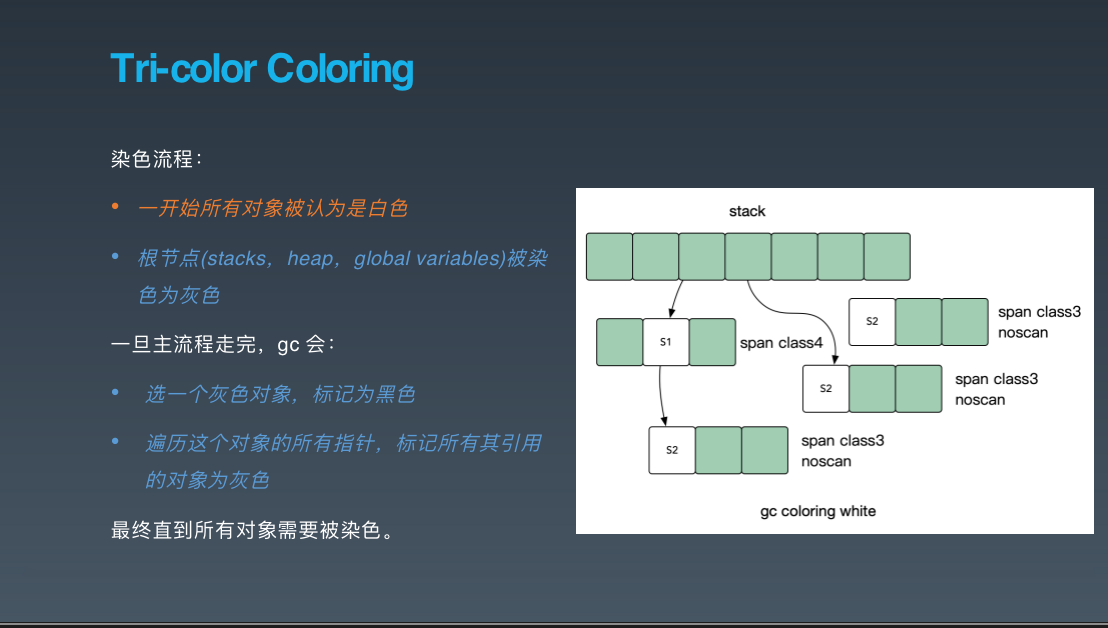 Tri-color Coloring
染色流程：
• 一开始所有对象被认为是白色
• 根节点(stacks，heap，global variables)被染
色为灰色
一旦主流程走完，gc 会：
• 选一个灰色对象，标记为黑色
• 遍历这个对象的所有指针，标记所有其引用
的对象为灰色
最终直到所有对象需要被染色。
stack
S1
span class4
S2
span class3
noscan
S2
span class3
noscan
S2
span class3
noscan
gc coloring white